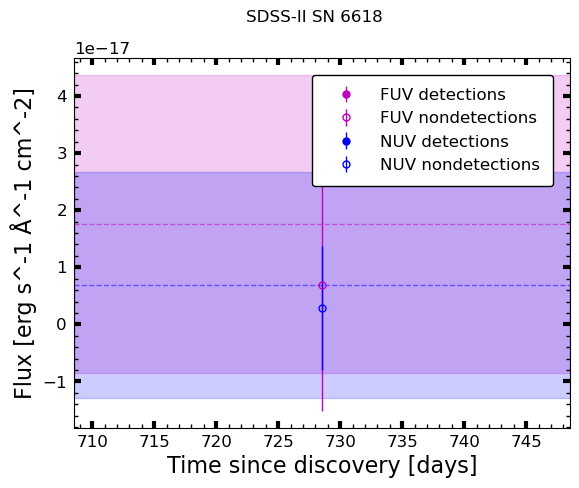 SDSS-II SN 6618
1e−17
FUV detections
FUV nondetections
NUV detections
NUV nondetections
4
3
2
1
0
−1
Flux [erg s^-1 Å^-1 cm^-2]
710 715 720 725 730 735 740 745
Time since discovery [days]